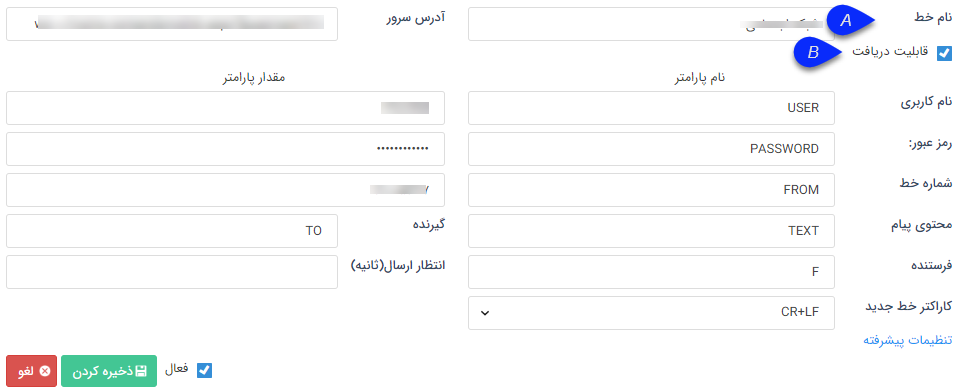 نام خط A آدرس سرور
قابلیت دریافت B
نام پارامتر مقدار پارامتر
نام کاربری USER
رمز عبور: PASSWORD ••••••••••••
شماره خط FROM
محتوی پیام TEXT گیرنده TO
فرستنده F انتظار ارسال(ثانیه)
کاراکتر خط جدید CR+LF
تنظیمات پیشرفته
فعال ذخیره کردن لغو